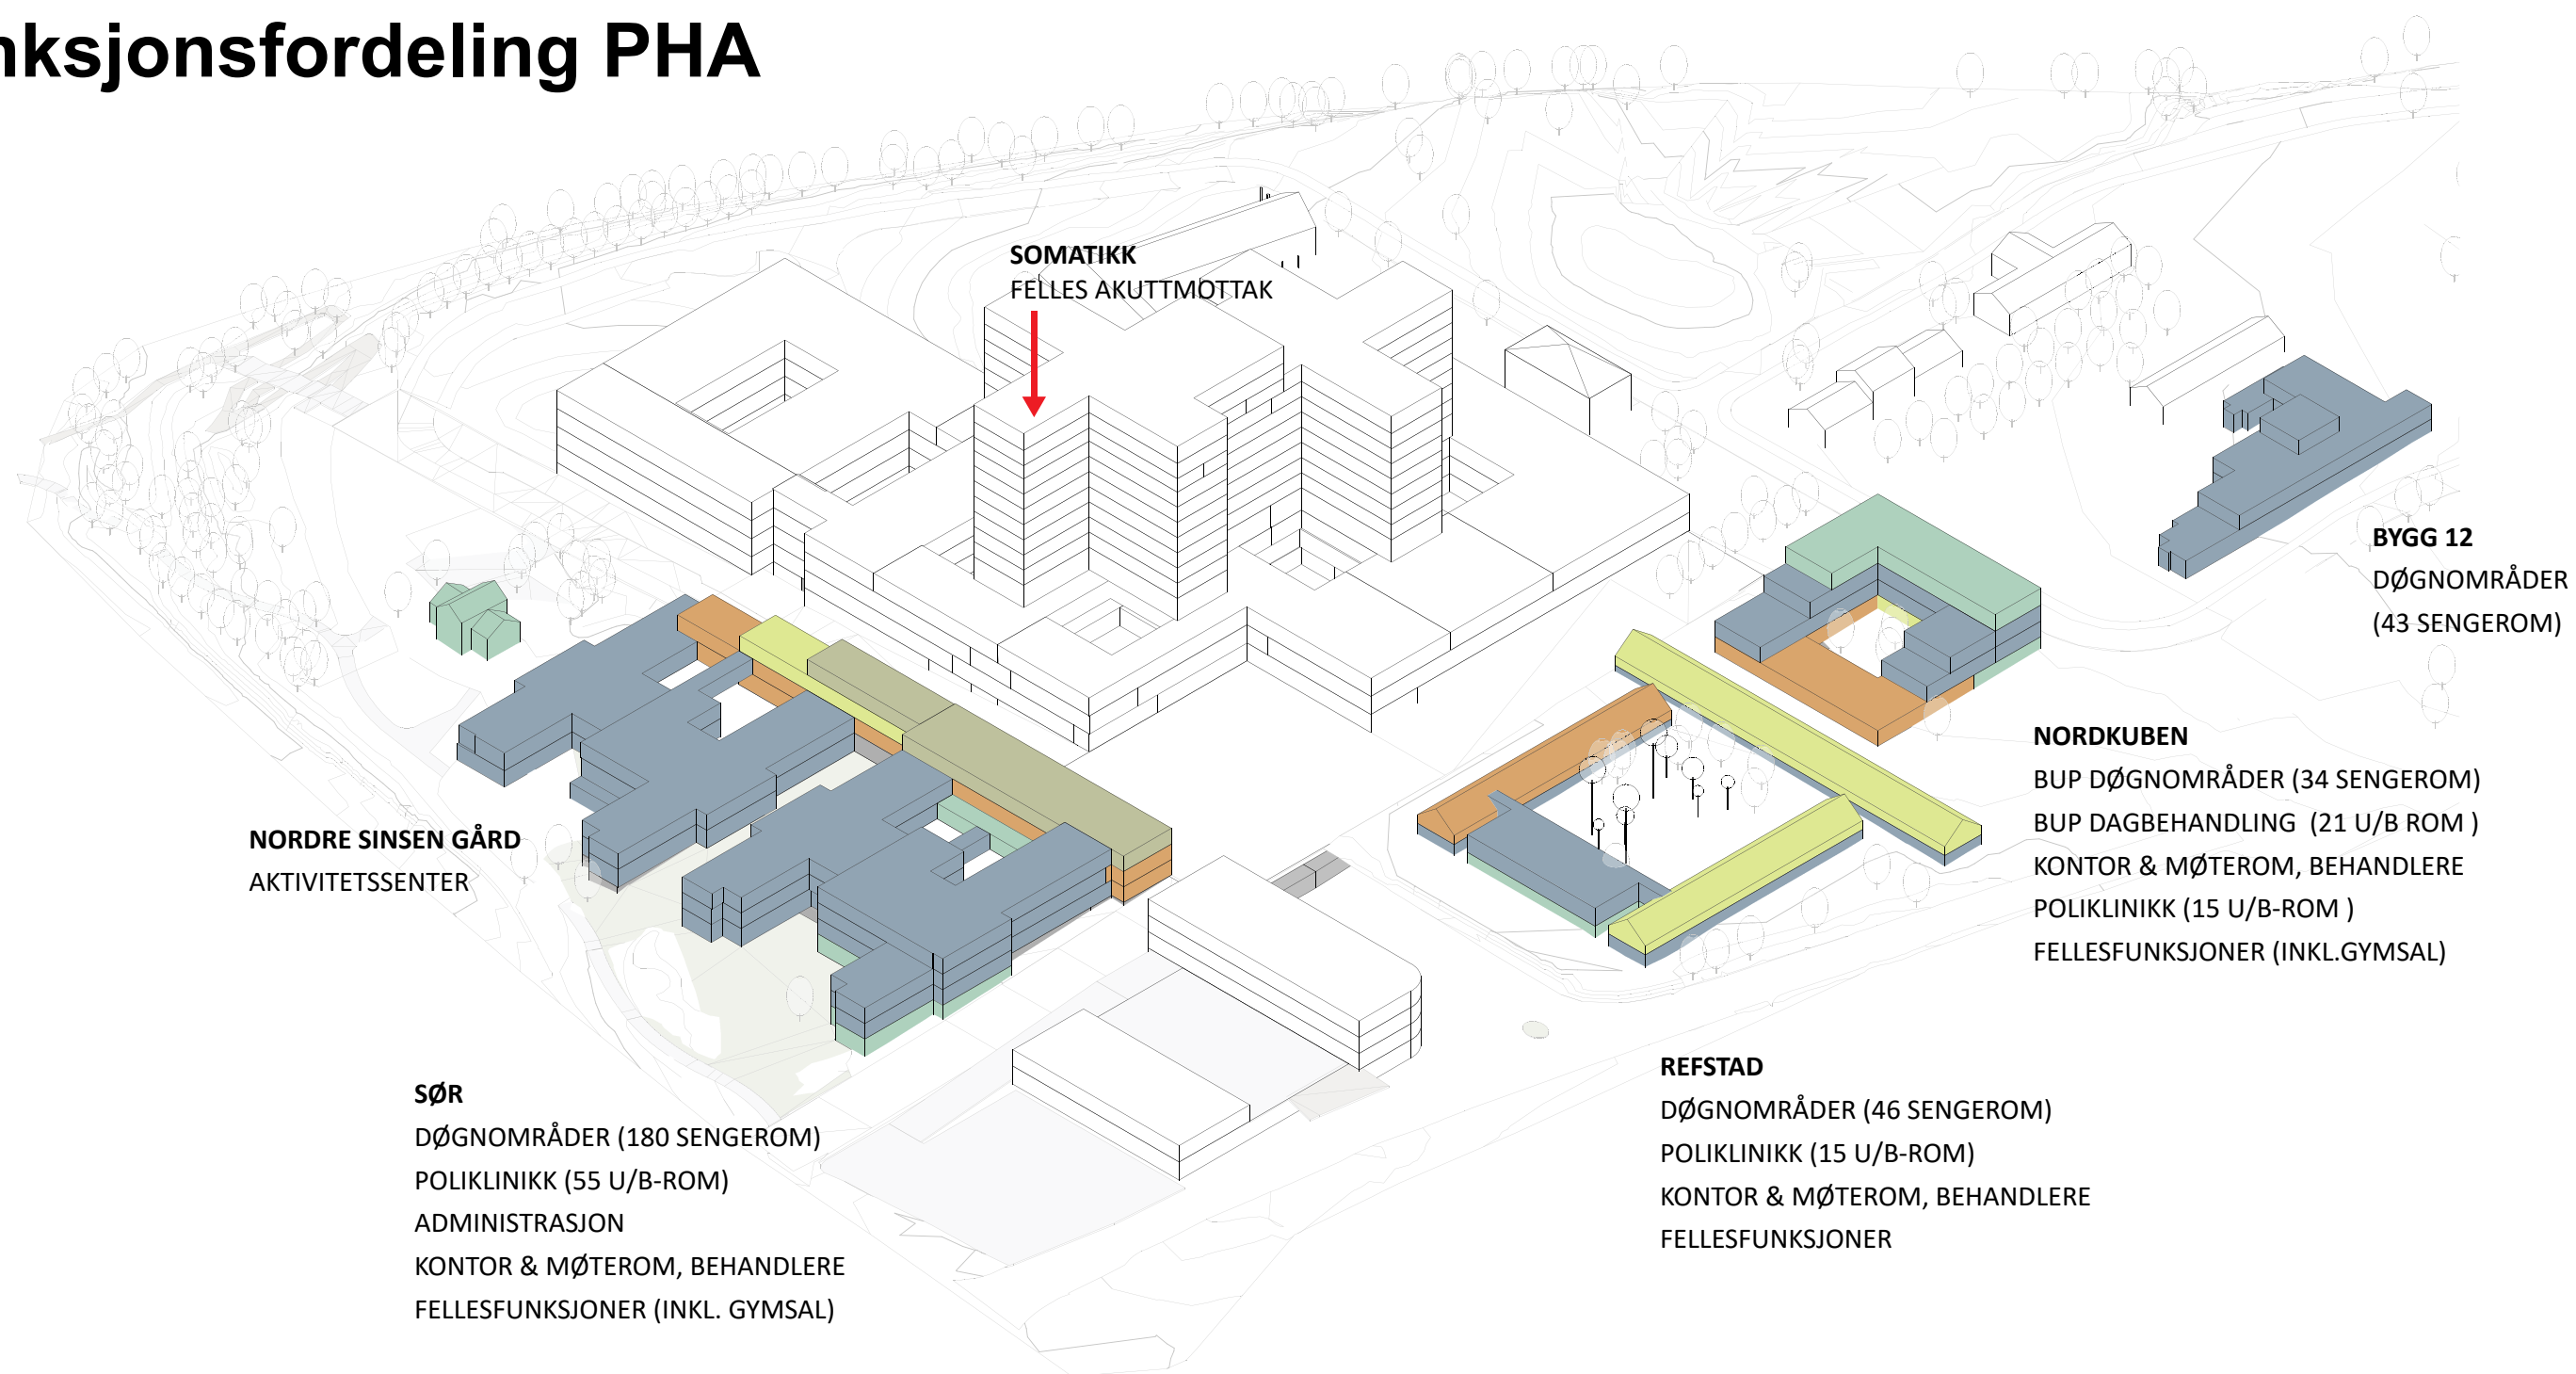 nksjonsfordeling PHA
SOMATIKK
FELLES AKUTTMOTTAK
BYGG 12
DØGNOMRÅDER
(43 SENGEROM)
NORDKUBEN
BUP DØGNOMRÅDER (34 SENGEROM)
BUP DAGBEHANDLING (21 U/B ROM )
KONTOR & MØTEROM, BEHANDLERE
POLIKLINIKK (15 U/B-ROM )
FELLESFUNKSJONER (INKL.GYMSAL)
NORDRE SINSEN GÅRD
AKTIVITETSSENTER
SØR
DØGNOMRÅDER (180 SENGEROM)
POLIKLINIKK (55 U/B-ROM)
ADMINISTRASJON
KONTOR & MØTEROM, BEHANDLERE
FELLESFUNKSJONER (INKL. GYMSAL)
REFSTAD
DØGNOMRÅDER (46 SENGEROM)
POLIKLINIKK (15 U/B-ROM)
KONTOR & MØTEROM, BEHANDLERE
FELLESFUNKSJONER